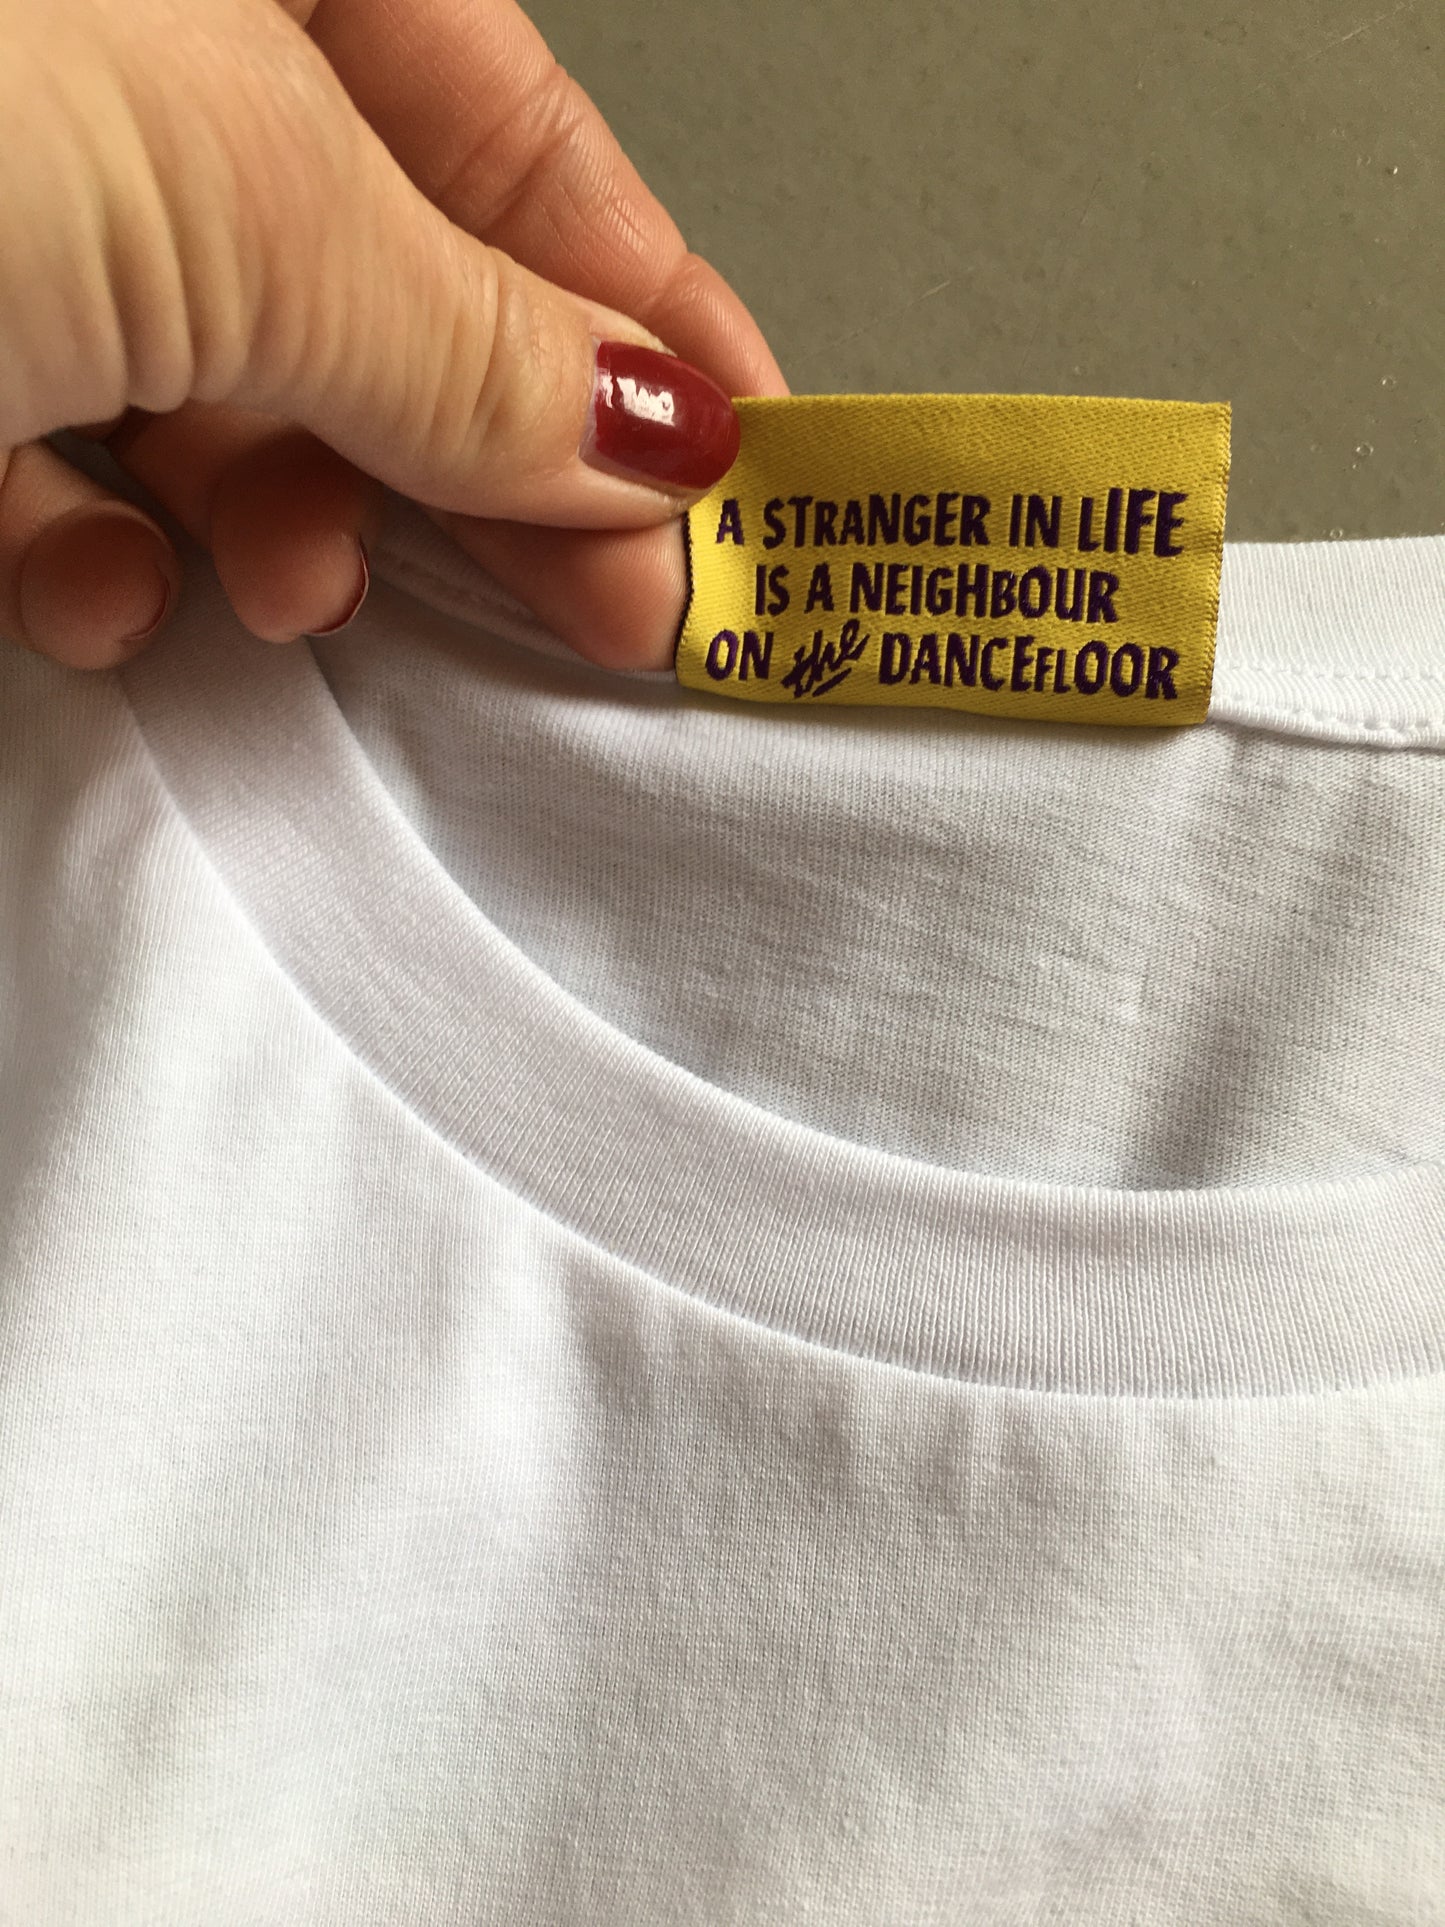 A STRANGER IN LIFE
IS A NEIGHBOUR
ON the DANCEFLOOR